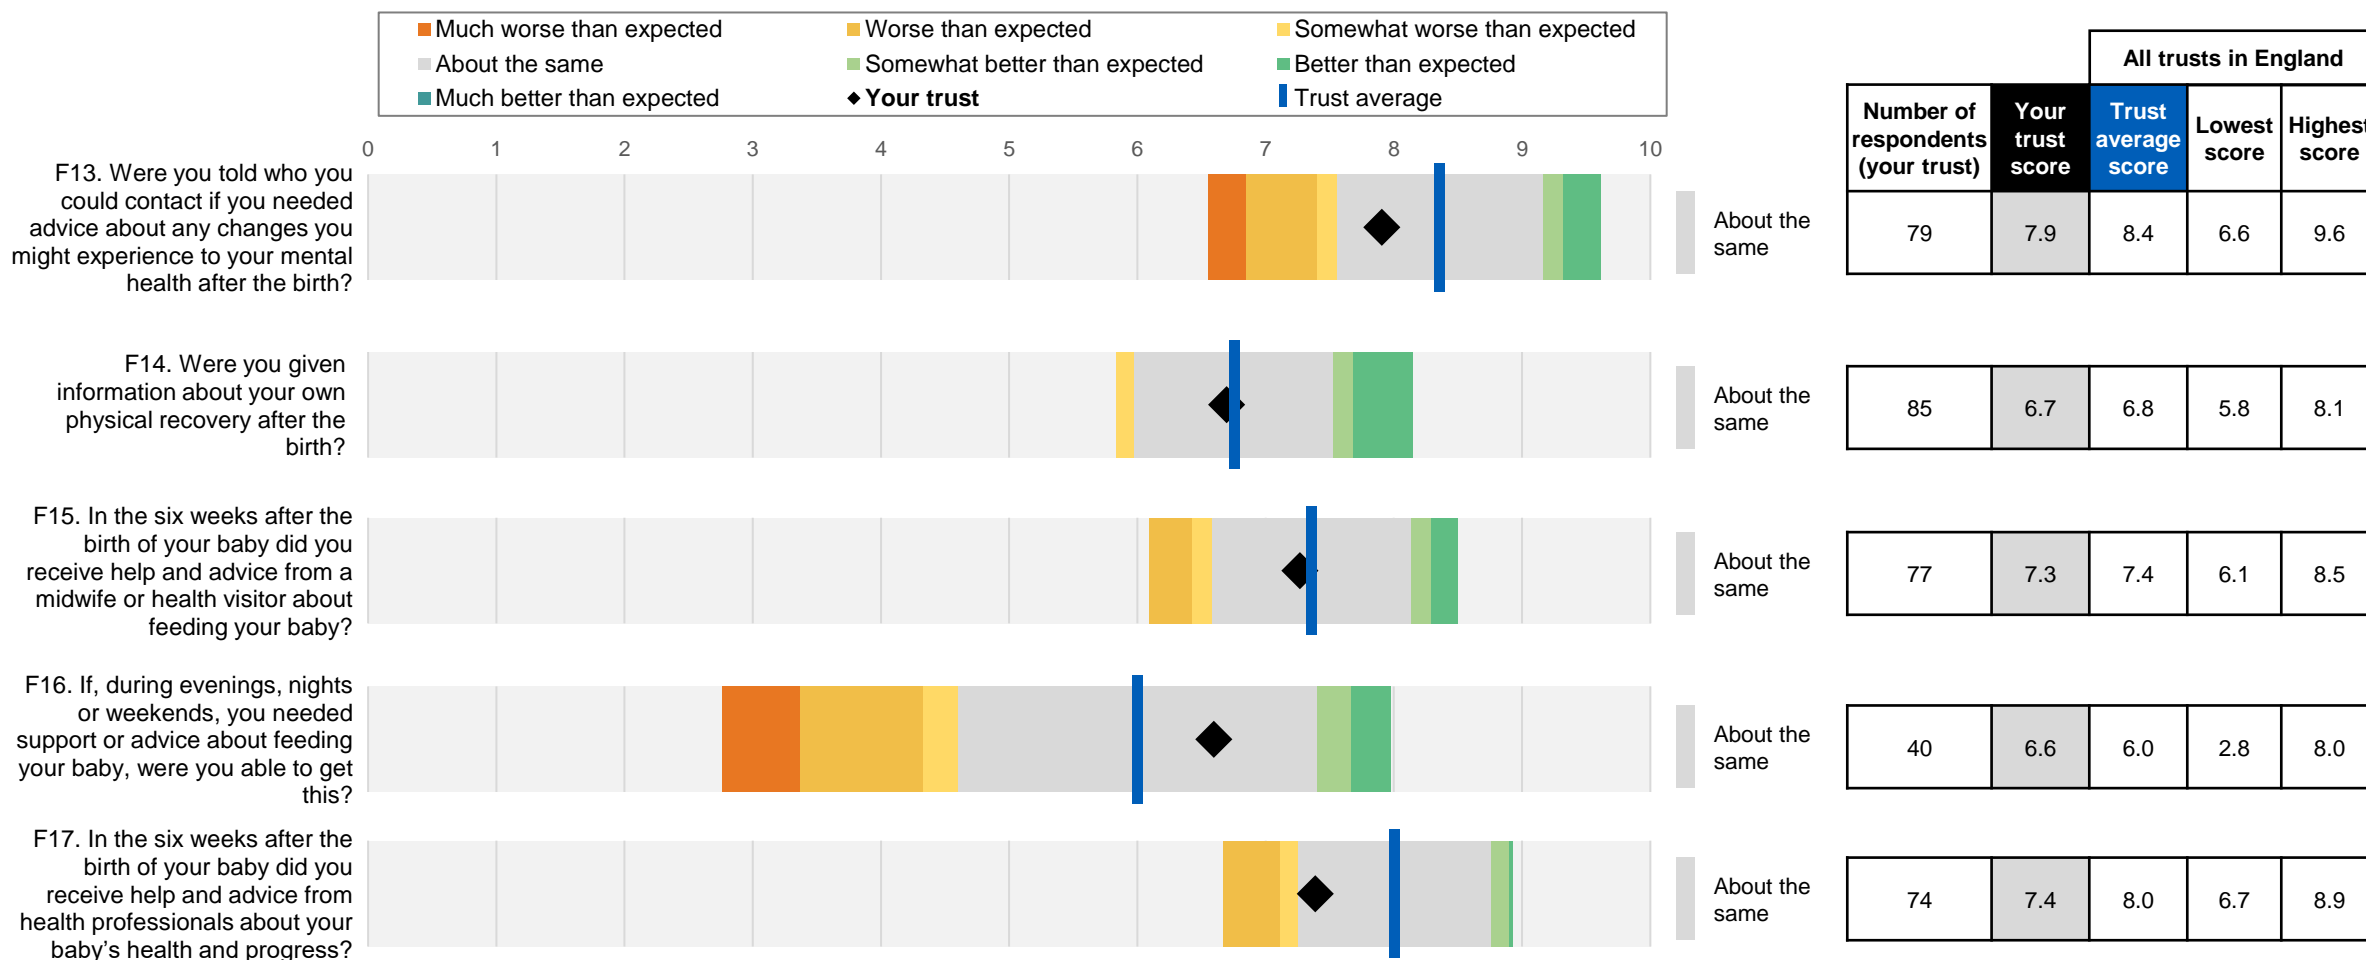 Much worse than expected
Worse than expected
Somewhat worse than expected
About the same
Somewhat better than expected
Better than expected
Much better than expected
Your trust
Trust average
All trusts in England
Number of
respondents
(your trust)
Your
trust
score
Trust
average
score
Lowest
score
Highest
score
0 1 2 3 4 5 6 7 8 9 10
F13. Were you told who you
could contact if you needed
advice about any changes you
might experience to your mental
health after the birth?
About the
same
79 7.9 8.4 6.6 9.6
F14. Were you given
information about your own
physical recovery after the
birth?
About the
same
85 6.7 6.8 5.8 8.1
F15. In the six weeks after the
birth of your baby did you
receive help and advice from a
midwife or health visitor about
feeding your baby?
About the
same
77 7.3 7.4 6.1 8.5
F16. If, during evenings, nights
or weekends, you needed
support or advice about feeding
your baby, were you able to get
this?
About the
same
40 6.6 6.0 2.8 8.0
F17. In the six weeks after the
birth of your baby did you
receive help and advice from
health professionals about your
baby's health and progress?
About the
same
74 7.4 8.0 6.7 8.9